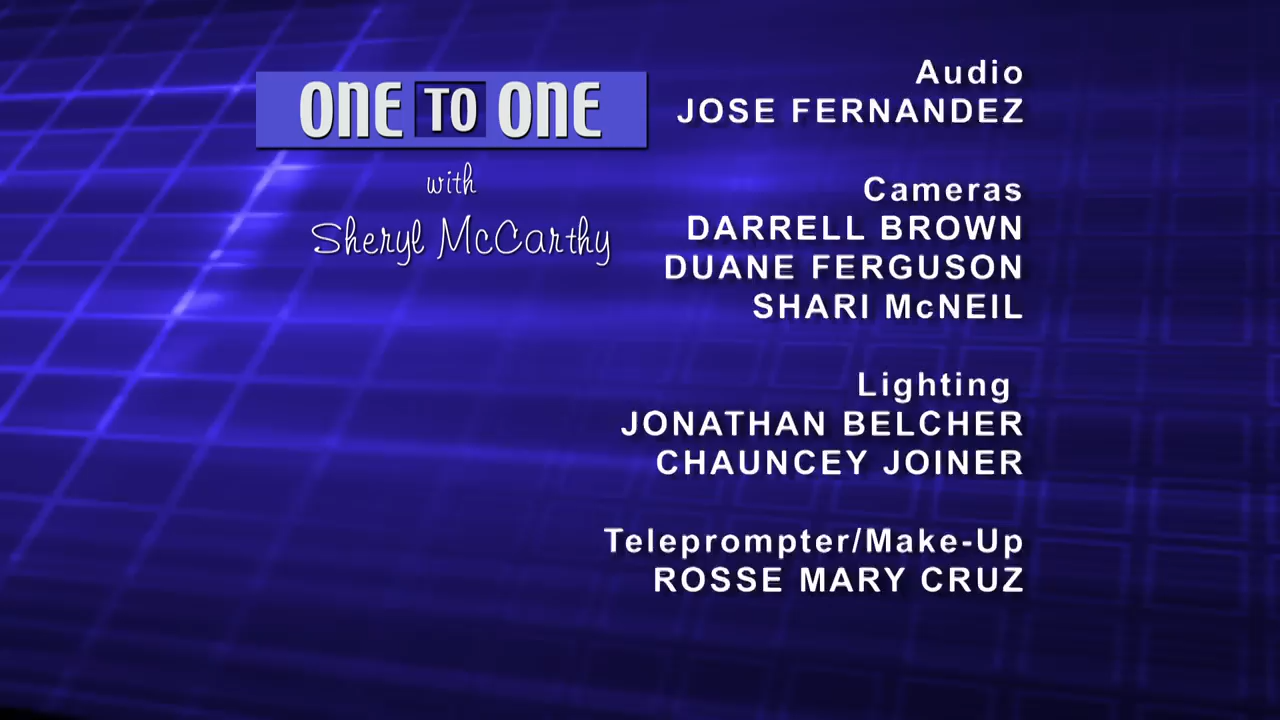 ONE TO ONE
with
Sheryl McCarthy
Audio
JOSE FERNANDEZ
Cameras
DARRELL BROWN
DUANE FERGUSON
SHARI McNEIL
Lighting
JONATHAN BELCHER
CHAUNCEY JOINER
Teleprompter/Make-Up
ROSSE MARY CRUZ